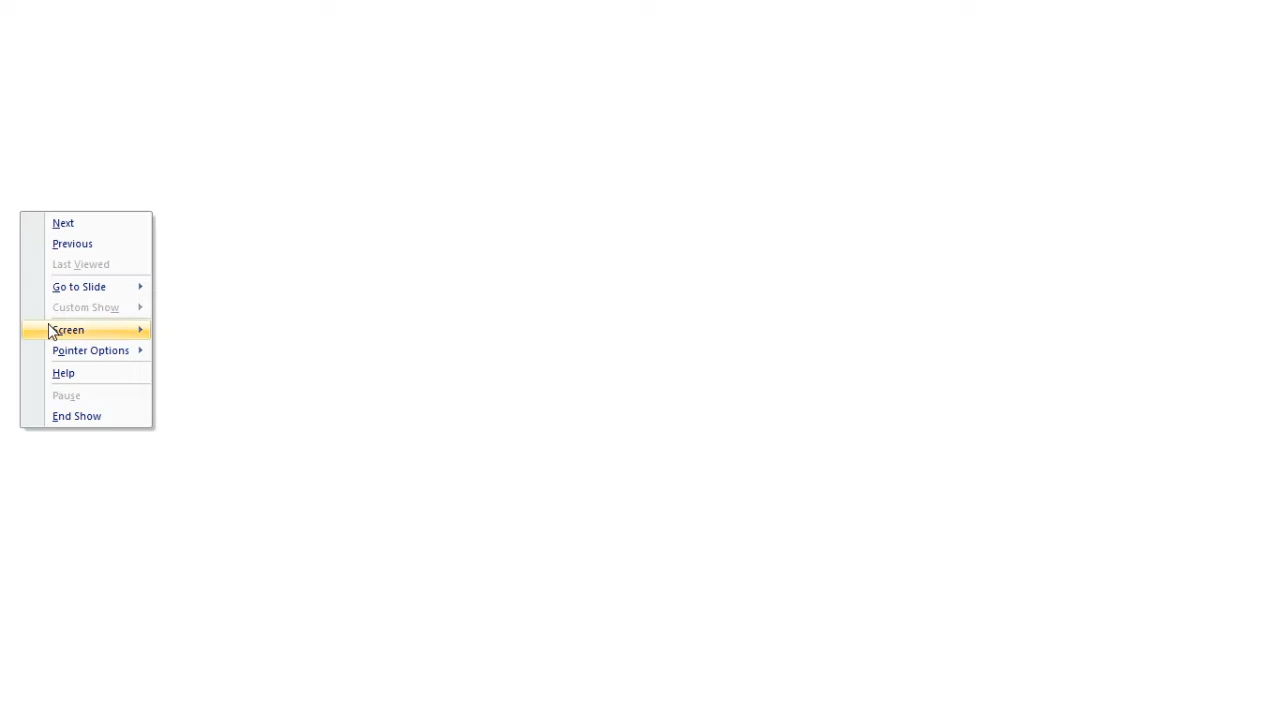 Next
Previous
Last Viewed
Go to Slide
Custom Show
Screen
Pointer Options
Help
Pause
End Show